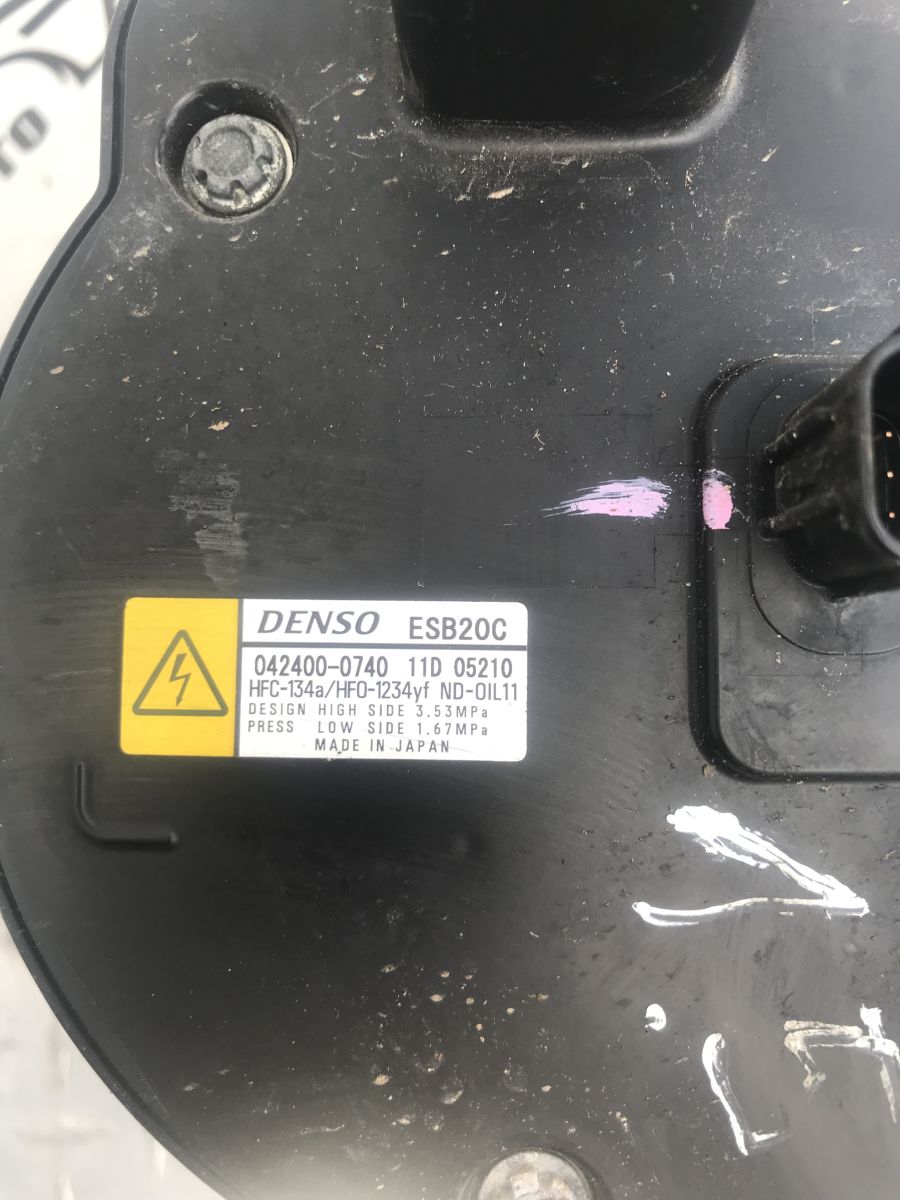 TO
DENSO ESB20C
042400-0740 11D 05210
HFC-134a/HFO-1234yf ND-OIL11
DESIGN HIGH SIDE 3.53MPa
PRESS LOW SIDE 1.67MPa
MADE IN JAPAN